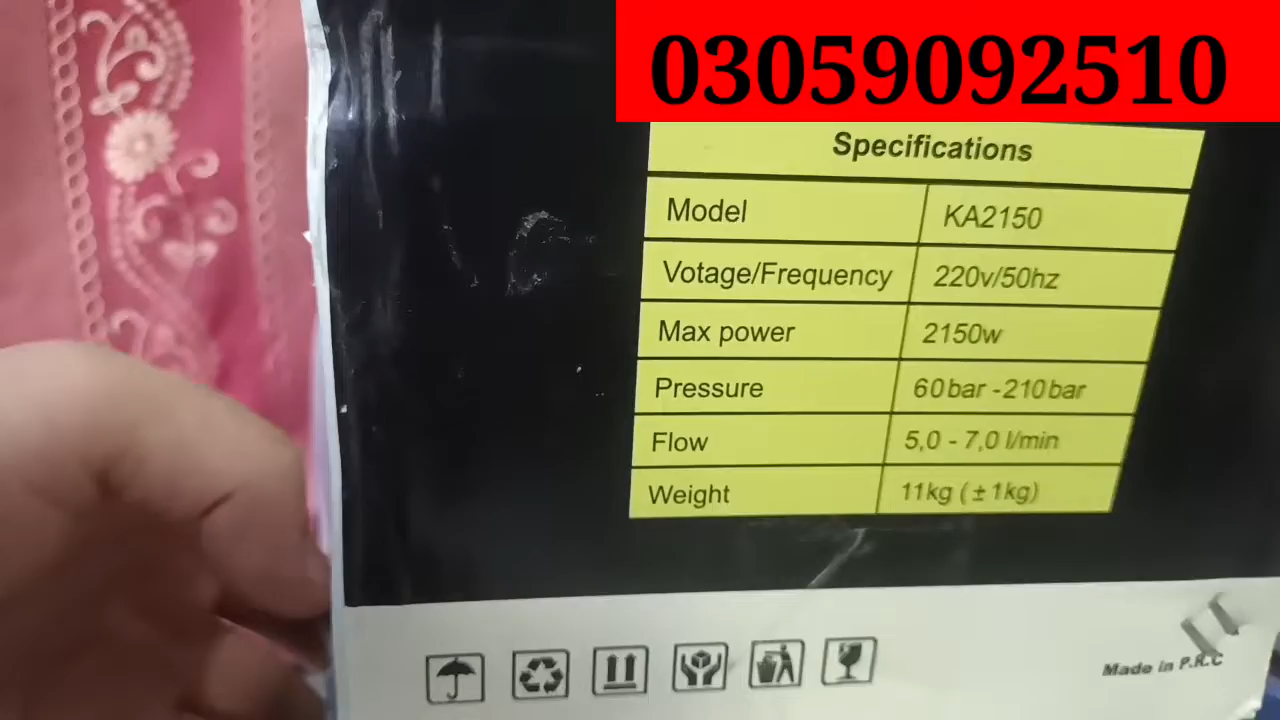 03059092510
Specifications
Model KA2150
Votage/Frequency 220v/50hz
Max power 2150w
Pressure 60bar -210bar
Flow 5,0 - 7,0 l/min
Weight 11kg (±1kg)
Made in P.R.C